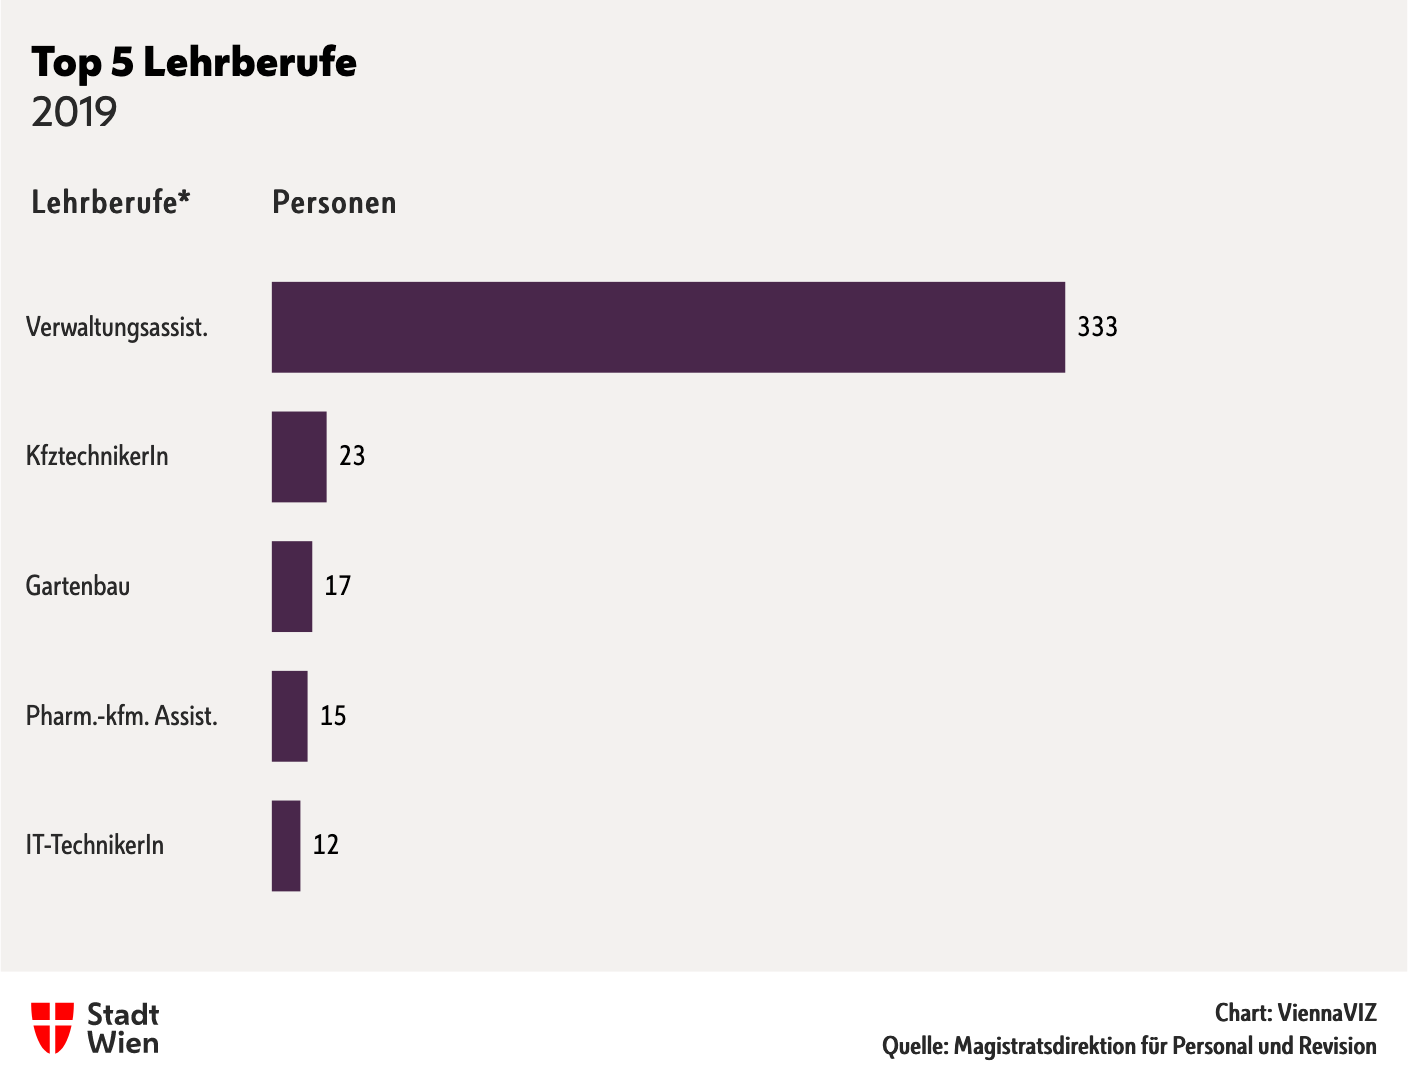 Top 5 Lehrberufe
2019
Lehrberufe* Personen
Verwaltungsassist. 333
KfztechnikerIn 23
Gartenbau 17
Pharm.-kfm. Assist. 15
IT-TechnikerIn 12
Stadt
Wien
Chart: ViennaVIZ
Quelle: Magistratsdirektion für Personal und Revision